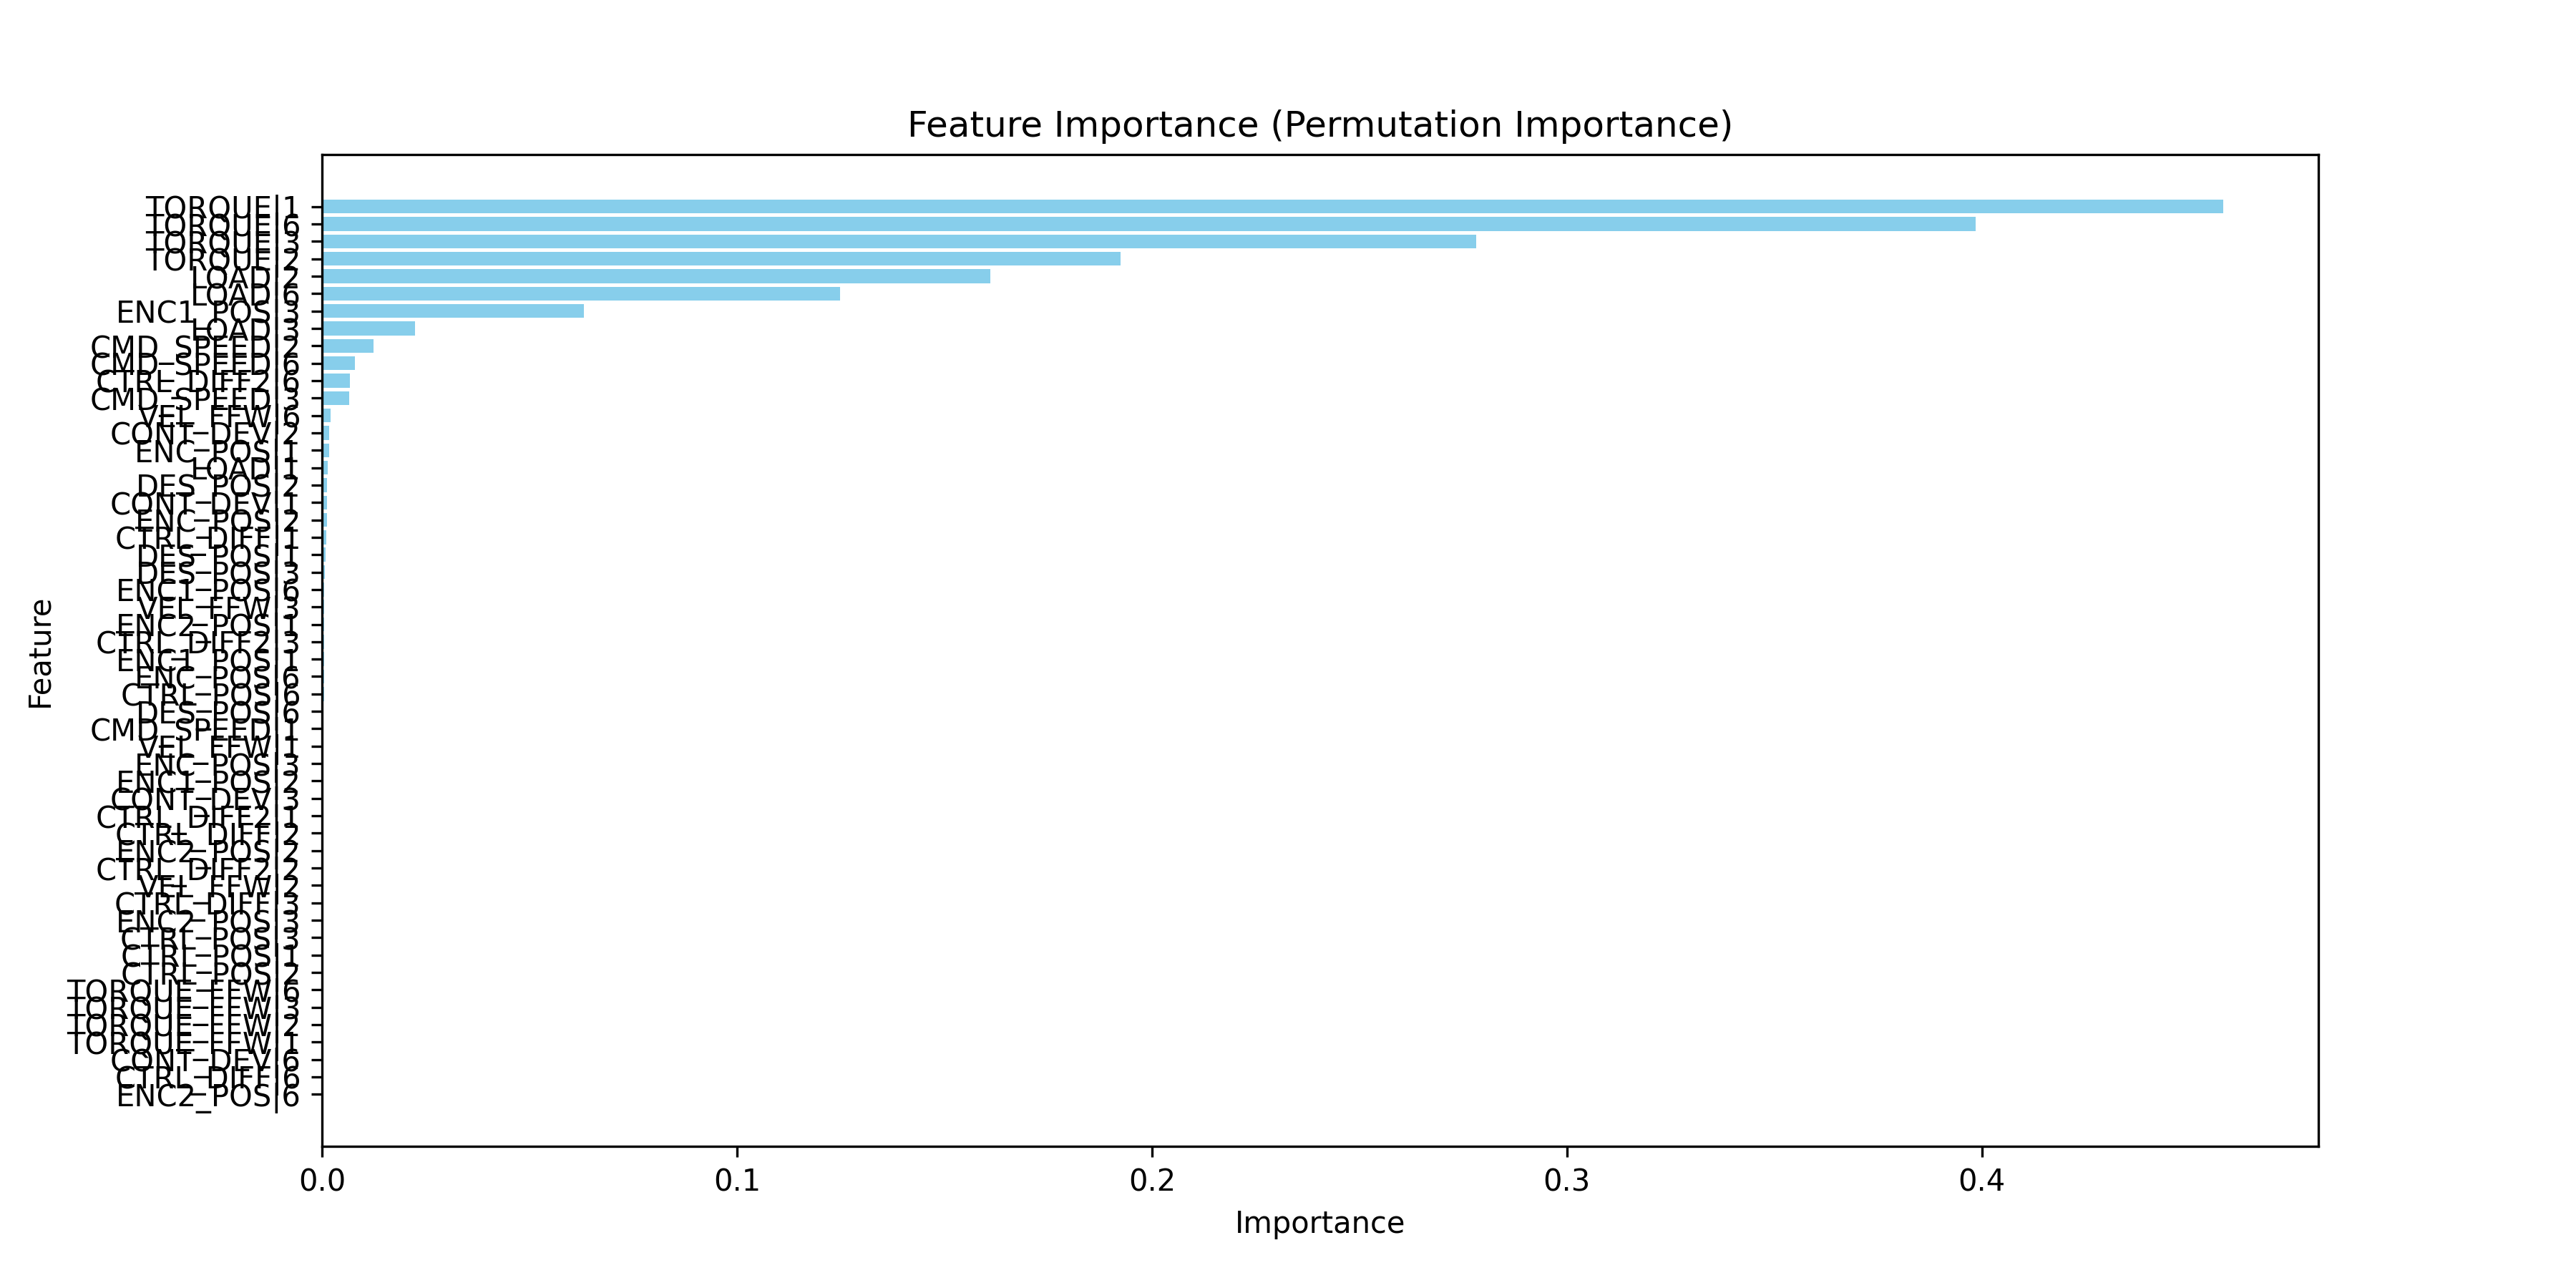 Feature Importance (Permutation Importance)
TORQUE|1
TORQUE|6
TORQUE|3
TORQUE|2
LOAD|2
LOAD|6
ENC1_POS|3
LOAD|3
CMD_SPEED|2
CMD_SPEED|6
CTRL_DIFF2|6
CMD_SPEED|3
VEL_FFW|6
CONT_DEV|2
ENC_POS|1
LOAD|1
DES_POS|2
CONT_DEV|1
ENC_POS|2
CTRL_DIFF|1
DES_POS|1
DES_POS|3
ENC1_POS|6
VEL_FFW|3
ENC2_POS|1
CTRL_DIFF2|3
ENC1_POS|1
ENC_POS|6
CTRL_POS|6
DES_POS|6
CMD_SPEED|1
VEL_FFW|1
ENC_POS|3
ENC1_POS|2
CONT_DEV|3
CTRL_DIFF2|1
CTRL_DIFF|2
ENC2_POS|2
CTRL_DIFF2|2
VEL_FFW|2
CTRL_DIFF|3
ENC2_POS|3
CTRL_POS|3
CTRL_POS|1
CTRL_POS|2
TORQUE_FFW|6
TORQUE_FFW|3
TORQUE_FFW|2
TORQUE_FFW|1
CONT_DEV|6
CTRL_DIFF|6
ENC2_POS|6
Feature
0.0 0.1 0.2 0.3 0.4
Importance